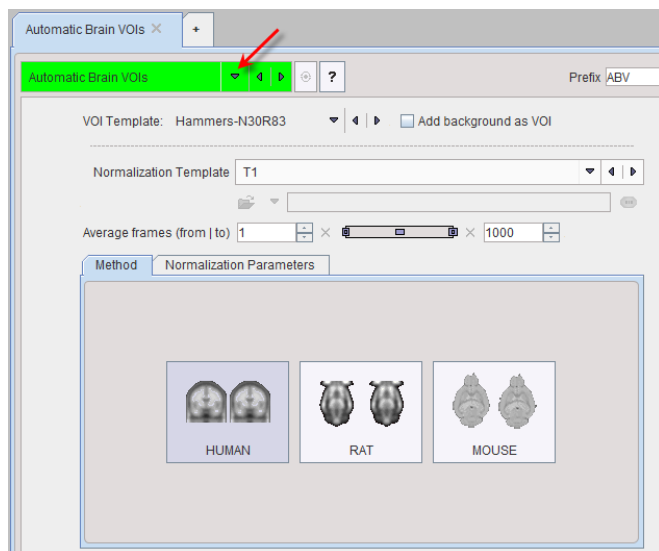 Automatic Brain VOIs
+
Automatic Brain VOIs ? Prefix ABV
VOI Template: Hammers-N30R83 Add background as VOI
Normalization Template T1
Average frames (from | to) 1 1000
Method Normalization Parameters
HUMAN RAT MOUSE